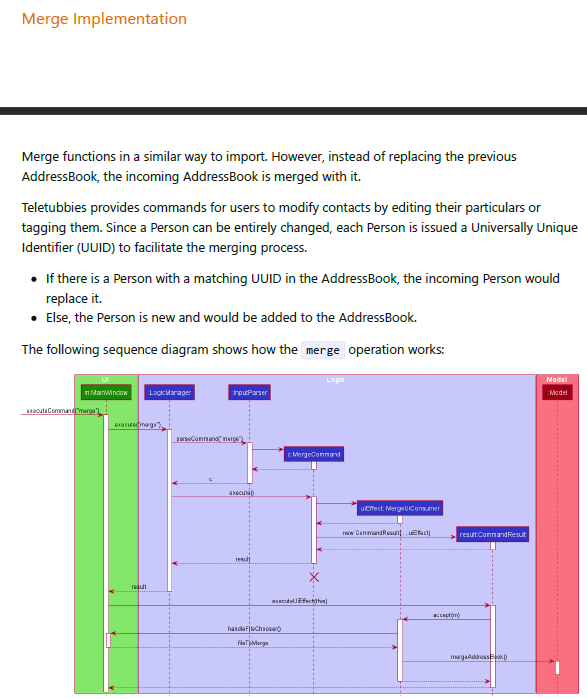 Merge Implementation
Merge functions in a similar way to import. However, instead of replacing the previous
AddressBook, the incoming AddressBook is merged with it.
Teletubbies provides commands for users to modify contacts by editing their particulars or
tagging them. Since a Person can be entirely changed, each Person is issued a Universally Unique
Identifier (UUID) to facilitate the merging process.
• If there is a Person with a matching UUID in the AddressBook, the incoming Person would
replace it.
• Else, the Person is new and would be added to the AddressBook.
The following sequence diagram shows how the merge operation works:
UI Logic Model
m:MainWindow :LogicManager :InputParser :Model
executeCommand("merge")
execute("merge")
parseCommand("merge")
c:MergeCommand
c
execute()
uiEffect: MergeUiConsumer
new CommandResult(..., uiEffect)
result:CommandResult
result
result
executeUiEffect(this)
accept(m)
handleFileChooser()
fileToMerge
mergeAddressBook()